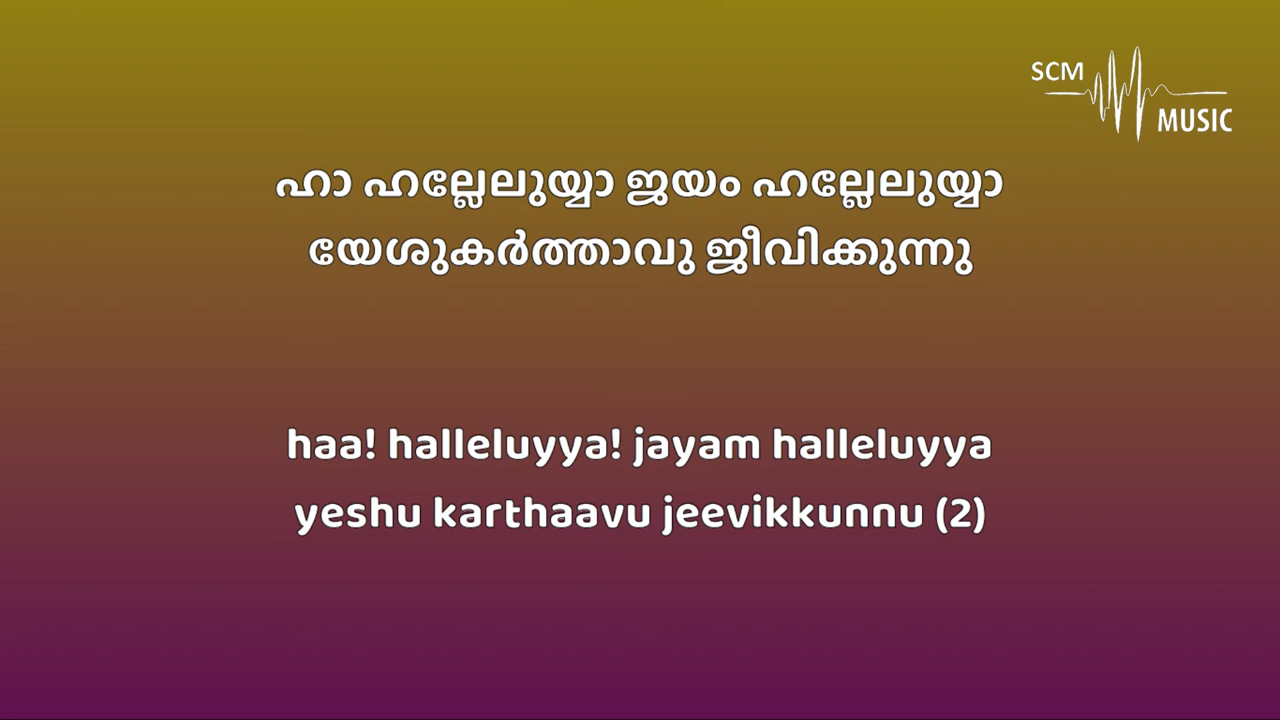 SCM
MUSIC
ഹാ ഹല്ലേലുയ്യാ ജയം ഹല്ലേലുയ്യാ
യേശുകർത്താവു ജീവിക്കുന്നു
haa! halleluyya! jayam halleluyya
yeshu karthaavu jeevikkunnu (2)